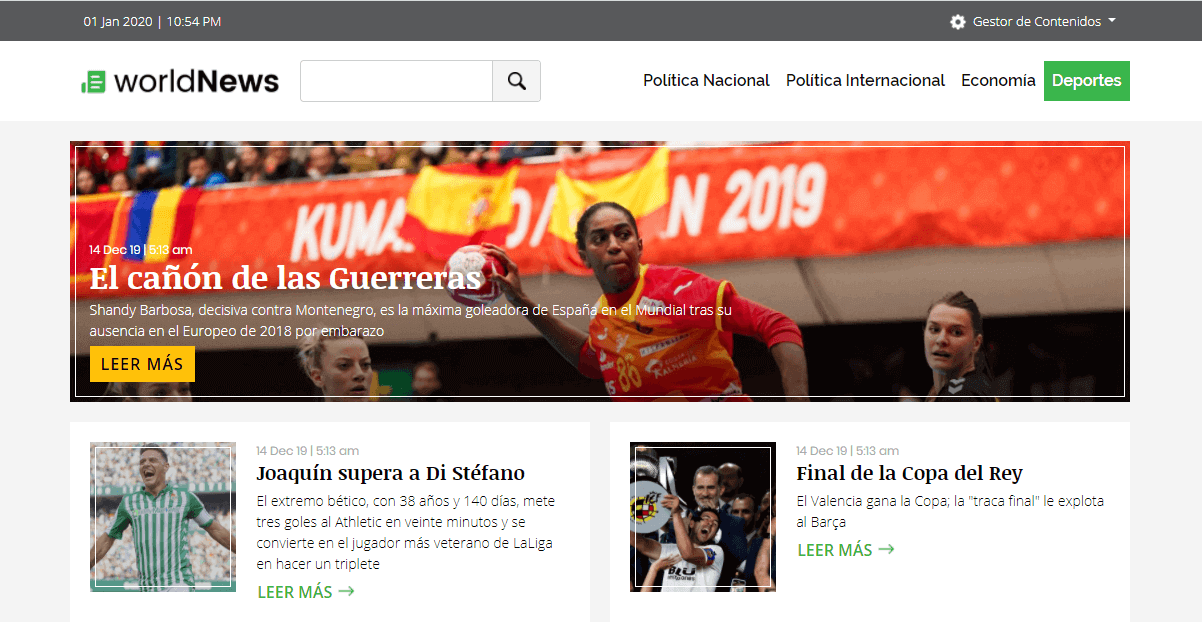 01 Jan 2020 | 10:54 PM
Gestor de Contenidos
worldNews
Política Nacional
Política Internacional
Economía
Deportes
KUMA
O/
N 2019
14 Dec 19 | 5:13 am
El cañón de las Guerreras
Shandy Barbosa, decisiva contra Montenegro, es la máxima goleadora de España en el Mundial tras su
ausencia en el Europeo de 2018 por embarazo
LEER MÁS
86
14 Dec 19 | 5:13 am
Joaquín supera a Di Stéfano
El extremo bético, con 38 años y 140 días, mete
tres goles al Athletic en veinte minutos y se
convierte en el jugador más veterano de LaLiga
en hacer un triplete
LEER MÁS
14 Dec 19 | 5:13 am
Final de la Copa del Rey
El Valencia gana la Copa; la "traca final" le explota
al Barça
LEER MÁS
BLU